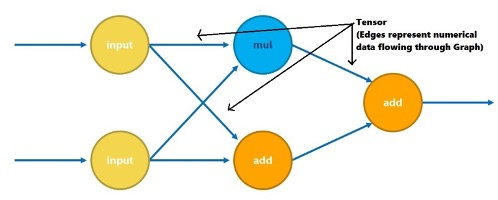 Tensor
(Edges represent numerical
data flowing through Graph)
input
mul
add
input
add